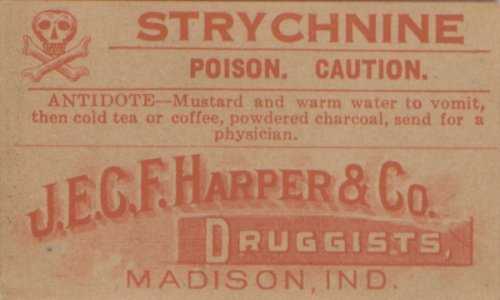 STRYCHNINE
POISON. CAUTION.
ANTIDOTE—Mustard and warm water to vomit,
then cold tea or coffee, powdered charcoal, send for a
physician.
J.E.C.F. HARPER & CO.
DRUGGISTS,
MADISON, IND.